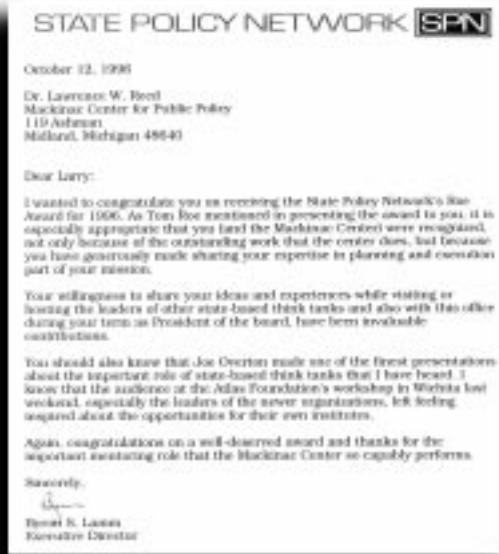 STATE POLICY NETWORK SPN
October 12, 1996
Dr. Lawrence W. Reed
Mackinac Center for Public Policy
119 Ashman
Midland, Michigan 48640
Dear Larry:
I wanted to congratulate you on receiving the State Policy Network's Roe
Award for 1996. As Tom Roe mentioned in presenting the award to you, it is
especially appropriate that you (and the Mackinac Center) were recognized,
not only because of the outstanding work that the center does, but because
you have generously made sharing your expertise in planning and execution
part of your mission.
Your willingness to share your ideas and experiences while visiting or
hosting the leaders of other state-based think tanks and also with this office
during your term as President of the board, have been invaluable
contributions.
You should also know that Joe Overton made one of the finest presentations
about the important role of state-based think tanks that I have heard. I
know that the audience at the Atlas Foundation's workshop in Wichita last
weekend, especially the leaders of the newer organizations, left feeling
inspired about the opportunities for their own institutes.
Again, congratulations on a well-deserved award and thanks for the
important mentoring role that the Mackinac Center so capably performs.
Sincerely,
Byron S. Lamm
Executive Director